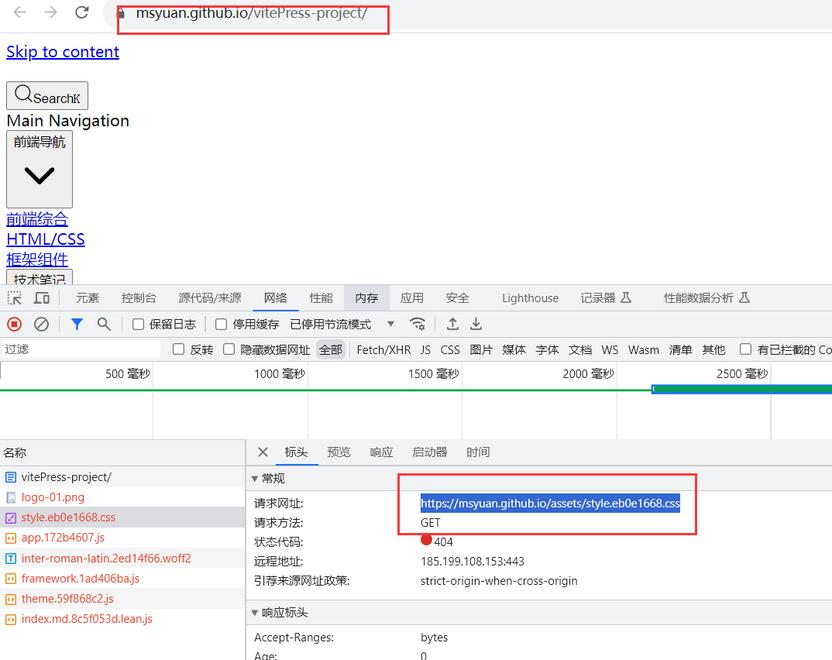 msyuan.github.io/vitePress-project/
Skip to content
SearchK
Main Navigation
前端导航
前端综合
HTML/CSS
框架组件
技术笔记
元素 控制台 源代码/来源 网络 性能 内存 应用 安全 Lighthouse 记录器 性能数据分析
保留日志 停用缓存 已停用节流模式
过滤 反转 隐藏数据网址 全部 Fetch/XHR JS CSS 图片 媒体 字体 文档 WS Wasm 清单 其他 有已拦截的 Co
500 毫秒 1000 毫秒 1500 毫秒 2000 毫秒 2500 毫秒
名称 标头 预览 响应 启动器 时间
vitePress-project/
logo-01.png
style.eb0e1668.css
app.172b4607.js
inter-roman-latin.2ed14f66.woff2
framework.1ad406ba.js
theme.59f868c2.js
index.md.8c5f053d.lean.js
常规
请求网址: https://msyuan.github.io/assets/style.eb0e1668.css
请求方法: GET
状态代码: 404
远程地址: 185.199.108.153:443
引荐来源网址政策: strict-origin-when-cross-origin
响应标头
Accept-Ranges: bytes
Age: 0